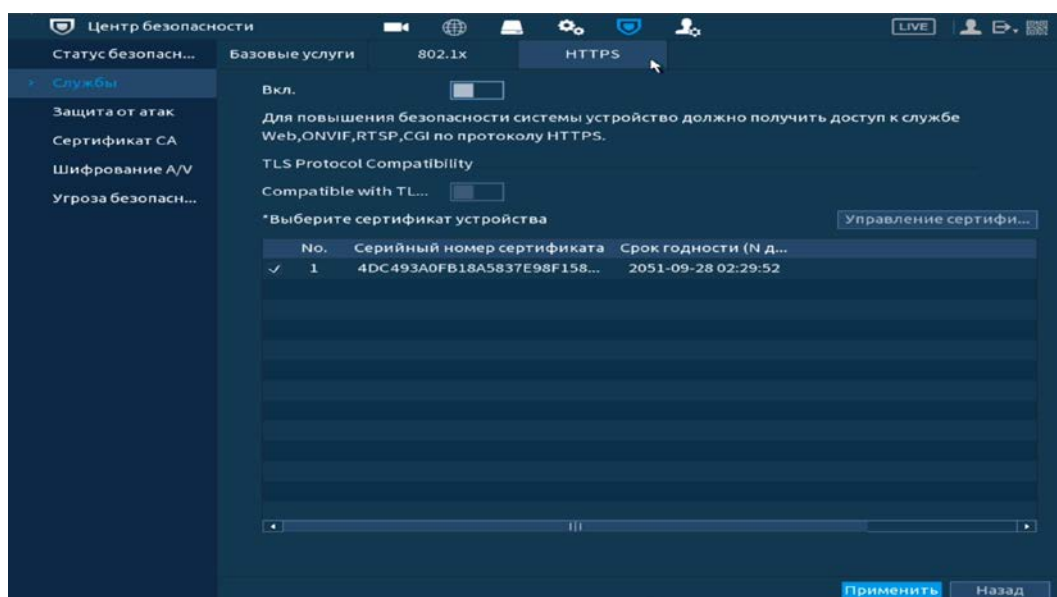 Центр безопасности
LIVE
Статус безопасн...
Базовые услуги
802.1x
HTTPS
Службы
Защита от атак
Сертификат CA
Шифрование A/V
Угроза безопасн...
Вкл.
Для повышения безопасности системы устройство должно получить доступ к службе
Web,ONVIF,RTSP,CGI по протоколу HTTPS.
TLS Protocol Compatibility
Compatible with TL...
*Выберите сертификат устройства
Управление сертифи...
No. Серийный номер сертификата Срок годности (N д...
1 4DC493A0FB18A5837E98F158... 2051-09-28 02:29:52
Применить
Назад